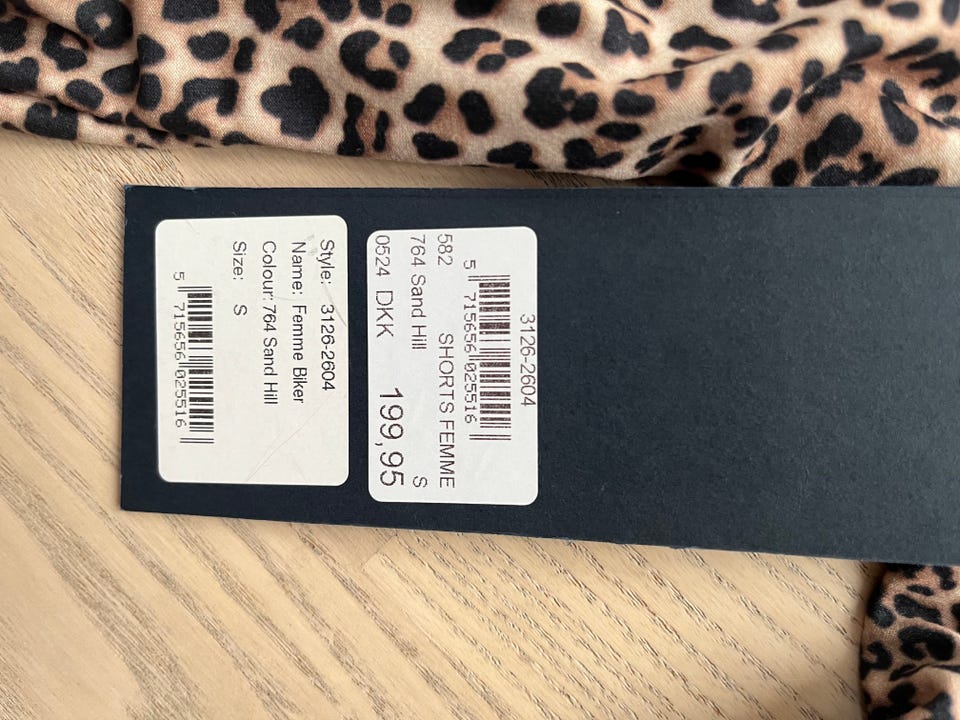 Style: 3126-2604
Name: Femme Biker
Colour: 764 Sand Hill
Size: S
5 715656 025516
3126-2604
5 715656 025516
582 SHORTS FEMME
764 Sand Hill S
0524 DKK 199,95